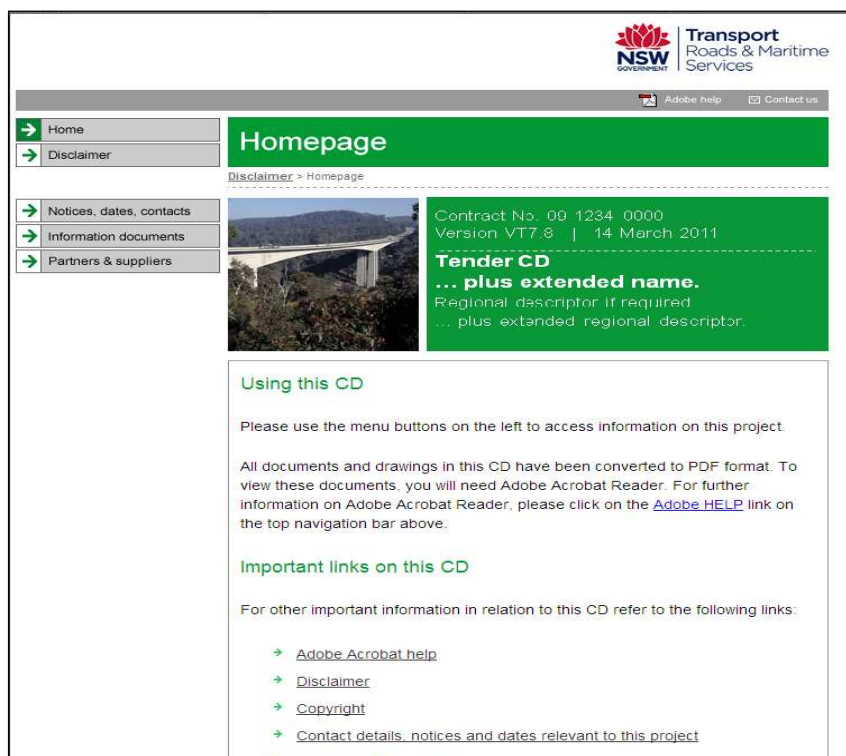 NSW
GOVERNMENT
Transport
Roads & Maritime
Services
Adobe help
Contact us
Home
Disclaimer
Notices, dates, contacts
Information documents
Partners & suppliers
Homepage
Disclaimer > Homepage
Contract No. 09 1234 0000
Version VT7.8 | 14 March 2011
Tender CD
... plus extended name.
Regional descriptor if required
... plus extended regional descriptor.
Using this CD
Please use the menu buttons on the left to access information on this project.
All documents and drawings in this CD have been converted to PDF format. To
view these documents, you will need Adobe Acrobat Reader. For further
information on Adobe Acrobat Reader, please click on the Adobe HELP link on
the top navigation bar above.
Important links on this CD
For other important information in relation to this CD refer to the following links:
Adobe Acrobat help
Disclaimer
Copyright
Contact details, notices and dates relevant to this project